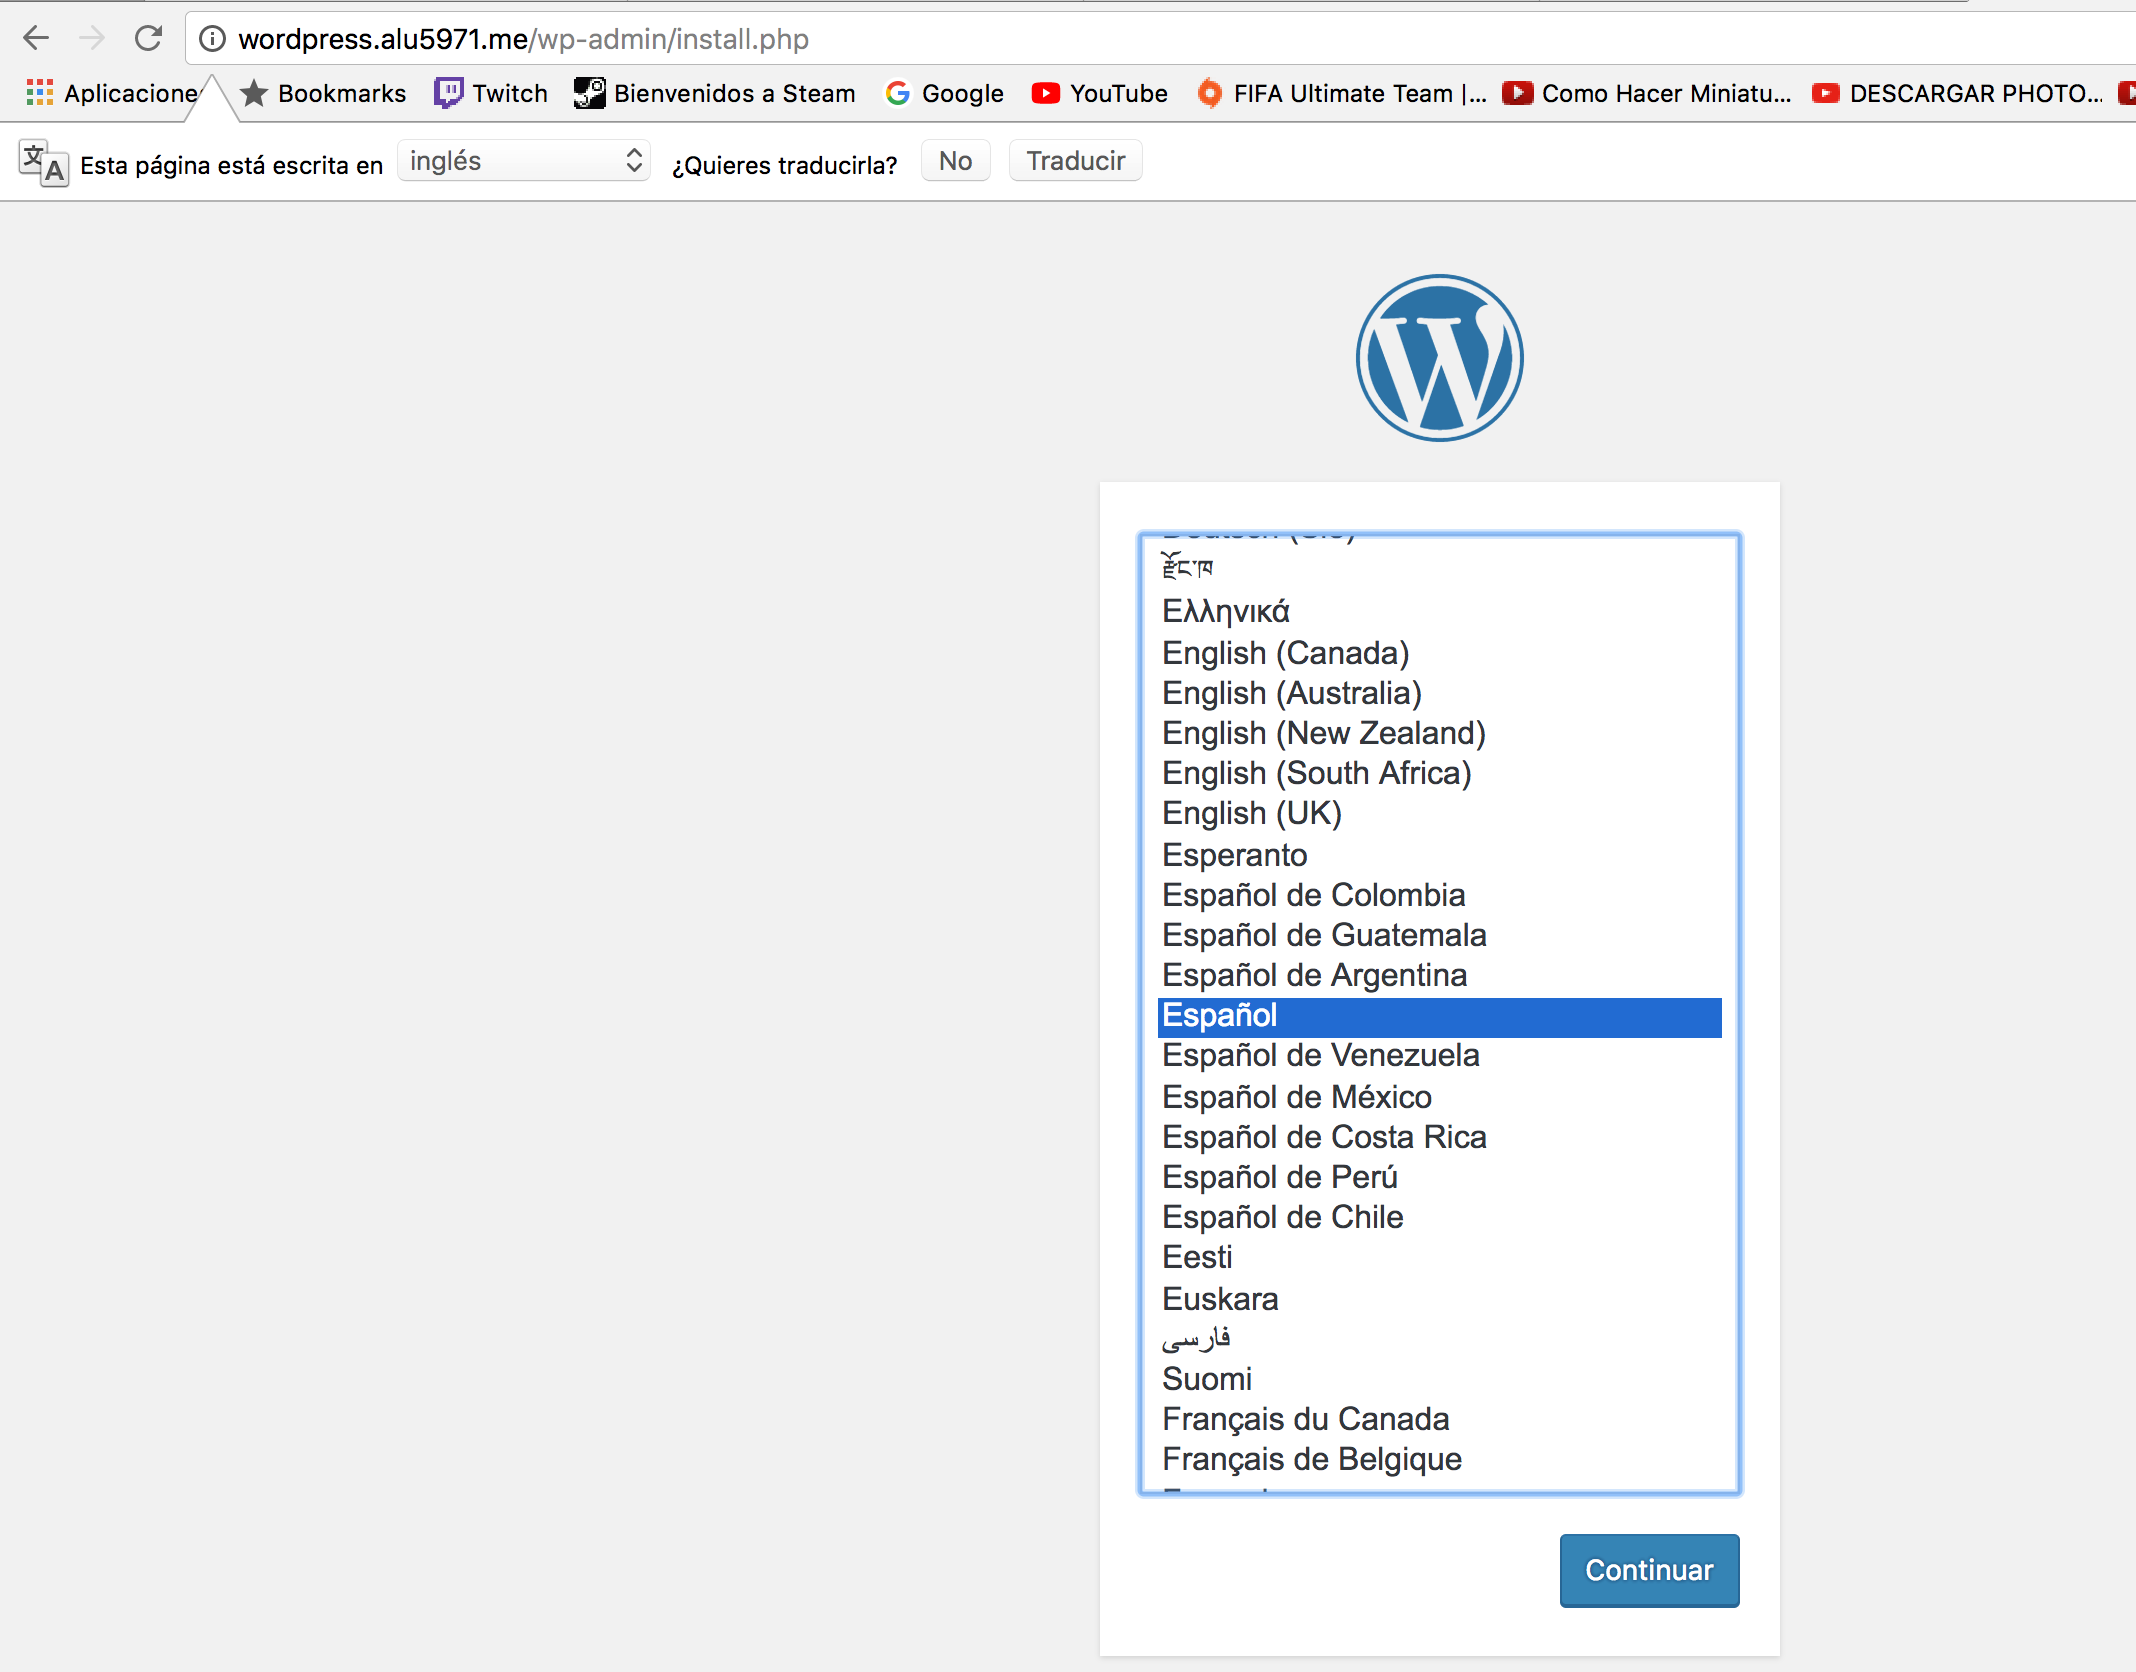 wordpress.alu5971.me/wp-admin/install.php
Aplicacione Bookmarks Twitch Bienvenidos a Steam Google YouTube FIFA Ultimate Team |... Como Hacer Miniatu... DESCARGAR PHOTO...
Esta página está escrita en inglés ¿Quieres traducirla? No Traducir
རྫོང་ཁ
Ελληνικά
English (Canada)
English (Australia)
English (New Zealand)
English (South Africa)
English (UK)
Esperanto
Español de Colombia
Español de Guatemala
Español de Argentina
Español
Español de Venezuela
Español de México
Español de Costa Rica
Español de Perú
Español de Chile
Eesti
Euskara
فارسی
Suomi
Français du Canada
Français de Belgique
Continuar